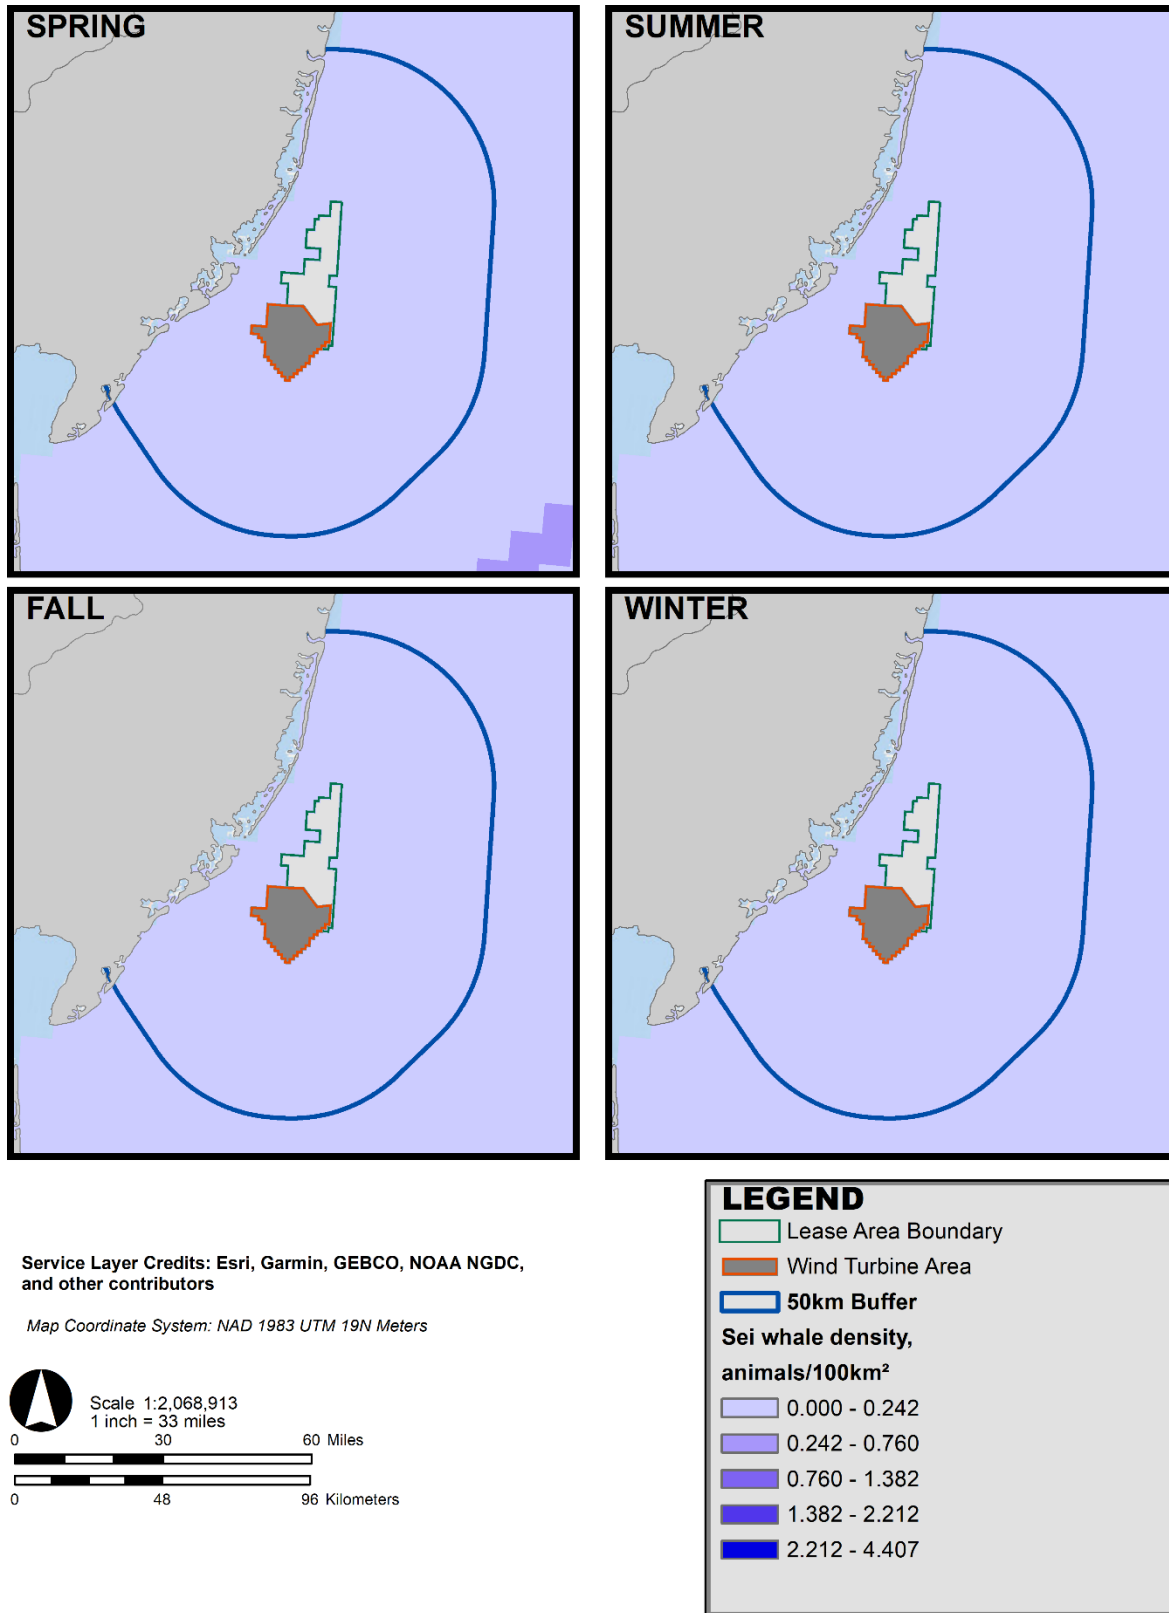 SPRING
SUMMER
FALL
WINTER
Service Layer Credits: Esri, Garmin, GEBCO, NOAA NGDC,
and other contributors
Map Coordinate System: NAD 1983 UTM 19N Meters
Scale 1:2,068,913
1 inch = 33 miles
0 30 60 Miles
0 48 96 Kilometers
LEGEND
Lease Area Boundary
Wind Turbine Area
50km Buffer
Sei whale density,
animals/100km²
0.000 - 0.242
0.242 - 0.760
0.760 - 1.382
1.382 - 2.212
2.212 - 4.407